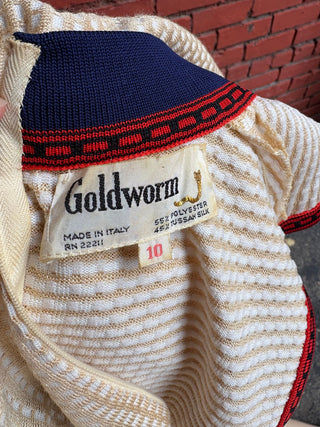 Goldworm
55% POLYESTER
45% TUSSAH SILK
MADE IN ITALY
RN 22211
10